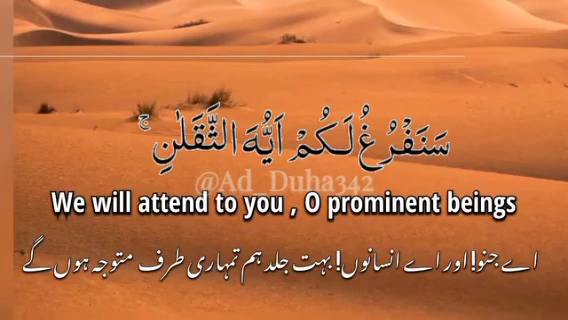 سَنَفْرُغُ لَكُمْ اَيُّهَ الثَّقَلٰنِ ۚ
@Ad_Duha342
We will attend to you , O prominent beings
اے جنو! اور اے انسانوں! بہت جلد ہم تمہاری طرف متوجہ ہوں گے